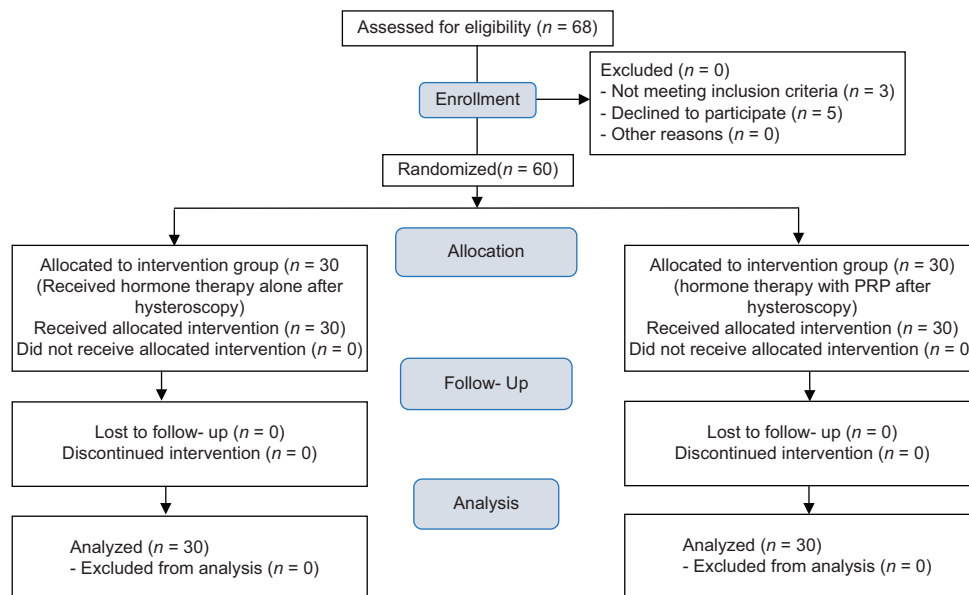 Assessed for eligibility (n = 68)
Enrollment
Excluded (n = 0)
- Not meeting inclusion criteria (n = 3)
- Declined to participate (n = 5)
- Other reasons (n = 0)
Randomized(n = 60)
Allocation
Allocated to intervention group (n = 30
(Received hormone therapy alone after
hysteroscopy)
Received allocated intervention (n = 30)
Did not receive allocated intervention (n = 0)
Allocated to intervention group (n = 30)
(hormone therapy with PRP after
hysteroscopy)
Received allocated intervention (n = 30)
Did not receive allocated intervention (n = 0
Follow- Up
Lost to follow- up (n = 0)
Discontinued intervention (n = 0)
Lost to follow- up (n = 0)
Discontinued intervention (n = 0)
Analysis
Analyzed (n = 30)
- Excluded from analysis (n = 0)
Analyzed (n = 30)
- Excluded from analysis (n = 0)